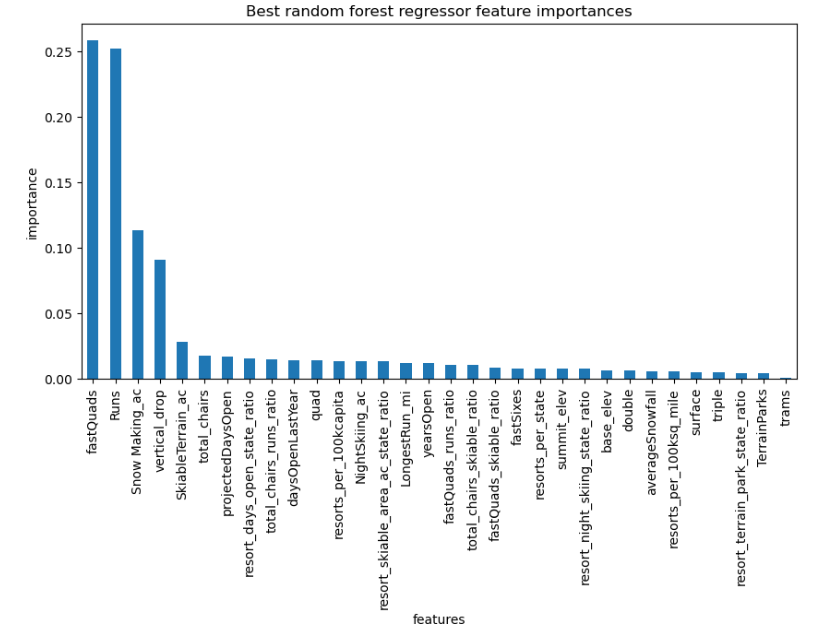 Best random forest regressor feature importances
importance
0.25
0.20
0.15
0.10
0.05
0.00
fastQuads
Runs
Snow Making_ac
vertical_drop
SkiableTerrain_ac
total_chairs
projectedDaysOpen
resort_days_open_state_ratio
total_chairs_runs_ratio
daysOpenLastYear
quad
resorts_per_100kcapita
NightSkiing_ac
resort_skiable_area_ac_state_ratio
LongestRun_mi
yearsOpen
fastQuads_runs_ratio
total_chairs_skiable_ratio
fastQuads_skiable_ratio
fastSixes
resorts_per_state
summit_elev
resort_night_skiing_state_ratio
base_elev
double
averageSnowfall
resorts_per_100ksq_mile
surface
triple
resort_terrain_park_state_ratio
TerrainParks
trams
features